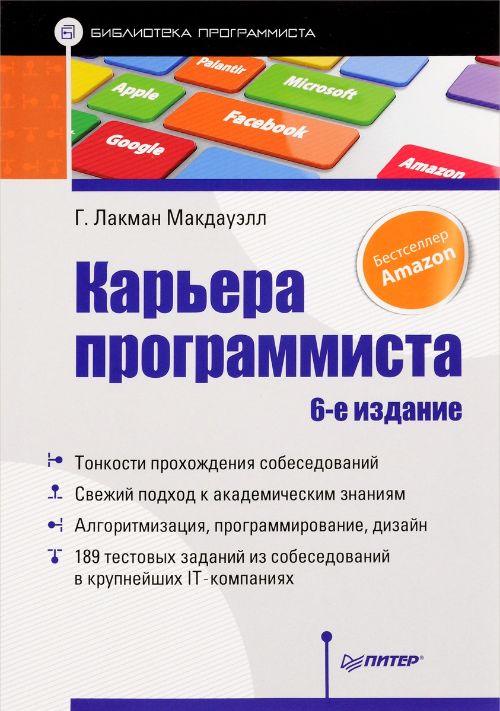 БИБЛИОТЕКА ПРОГРАММИСТА
Palantir
Apple
Microsoft
Facebook
Google
Amazon
Г. Лакман Макдауэлл
Бестселлер
Amazon
Карьера
программиста
6-е издание
Тонкости прохождения собеседований
Свежий подход к академическим знаниям
Алгоритмизация, программирование, дизайн
189 тестовых заданий из собеседований
в крупнейших IT-компаниях
ПИТЕР®